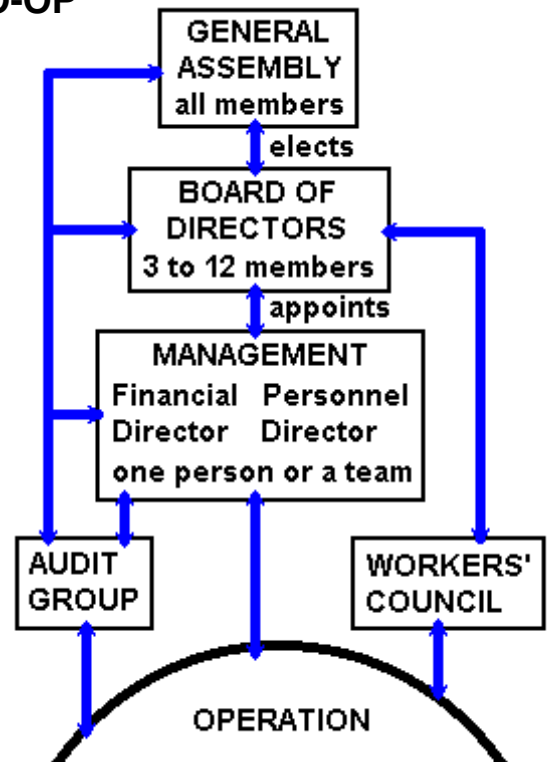 GENERAL
ASSEMBLY
all members
elects
BOARD OF
DIRECTORS
3 to 12 members
appoints
MANAGEMENT
Financial Personnel
Director Director
one person or a team
AUDIT
GROUP
WORKERS'
COUNCIL
OPERATION